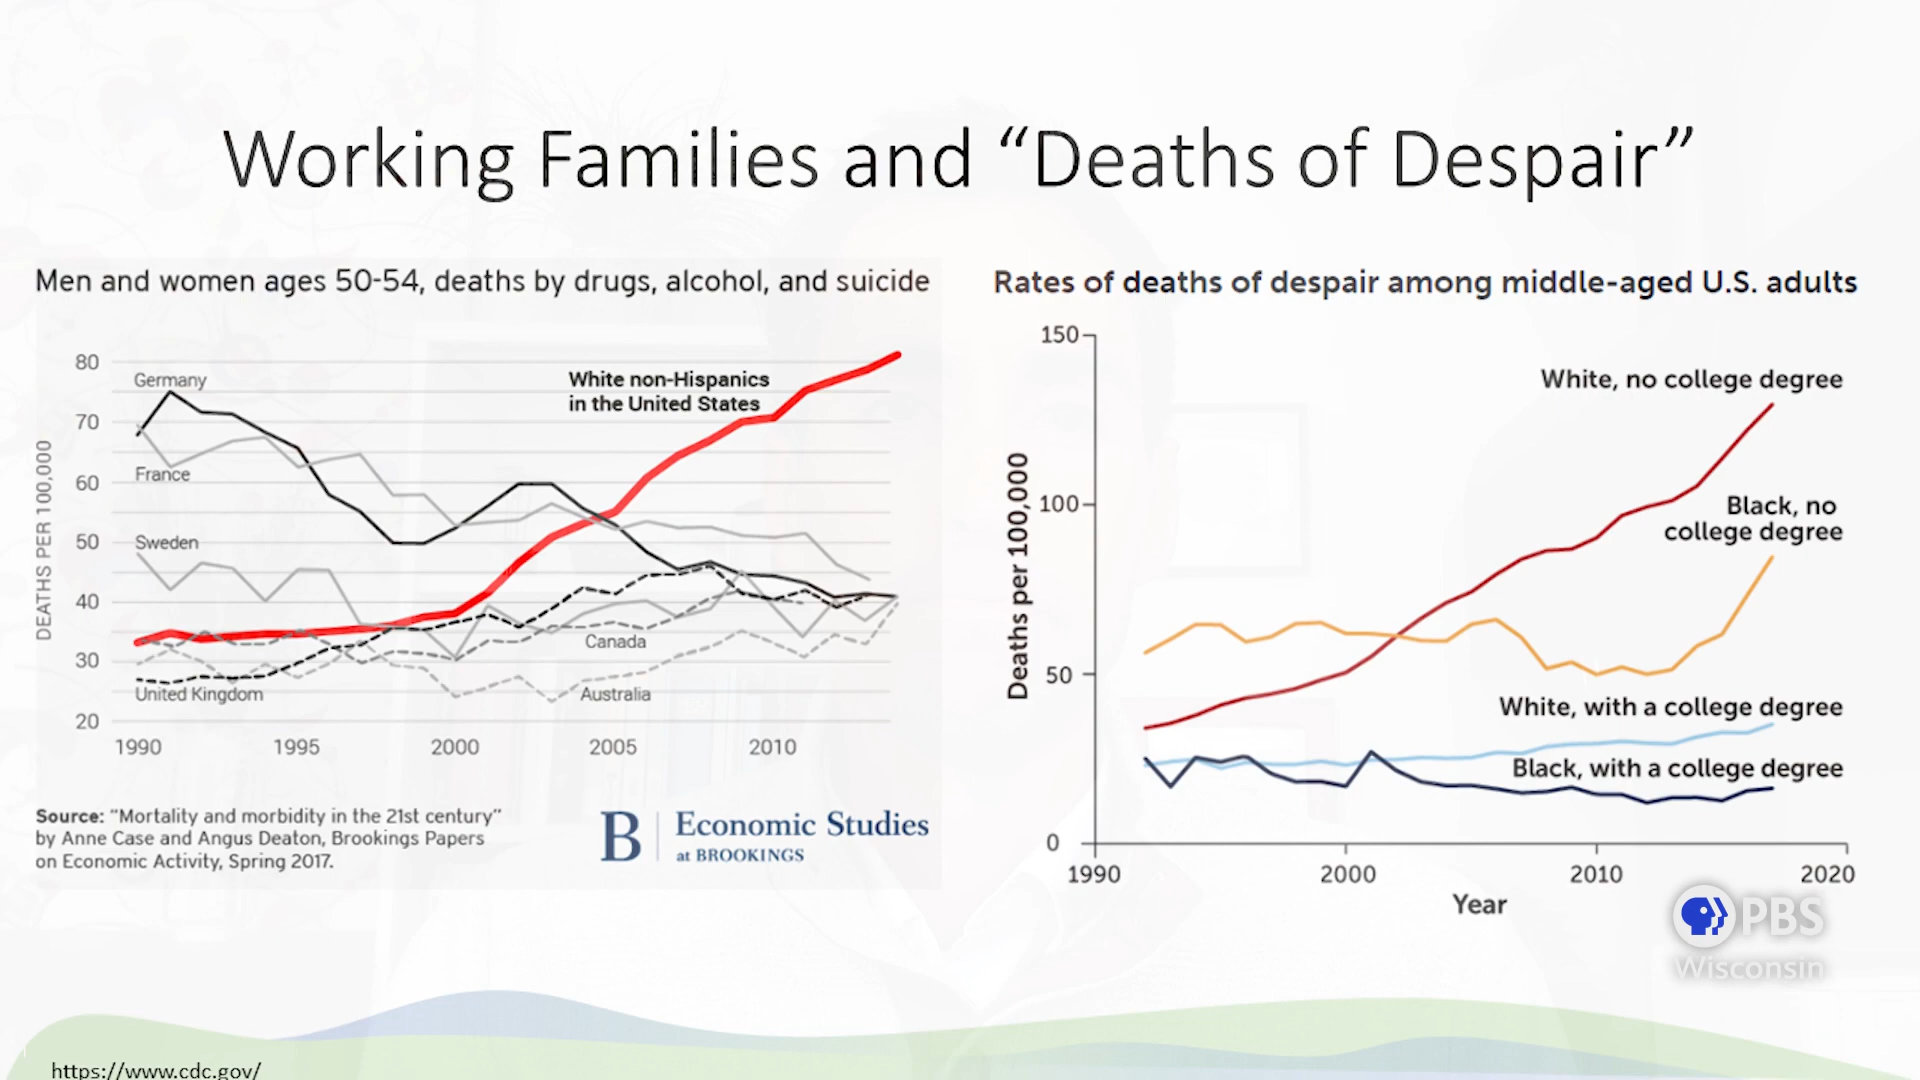 Working Families and “Deaths of Despair”
Men and women ages 50-54, deaths by drugs, alcohol, and suicide
DEATHS PER 100,000
80
70
60
50
40
30
20
Germany
France
Sweden
United Kingdom
White non-Hispanics
in the United States
Canada
Australia
1990
1995
2000
2005
2010
Source: “Mortality and morbidity in the 21st century”
by Anne Case and Angus Deaton, Brookings Papers
on Economic Activity, Spring 2017.
B
Economic Studies
at BROOKINGS
Rates of deaths of despair among middle-aged U.S. adults
Deaths per 100,000
150
100
50
0
White, no college degree
Black, no
college degree
White, with a college degree
Black, with a college degree
1990
2000
2010
2020
Year
PBS
Wisconsin
https://www.cdc.gov/